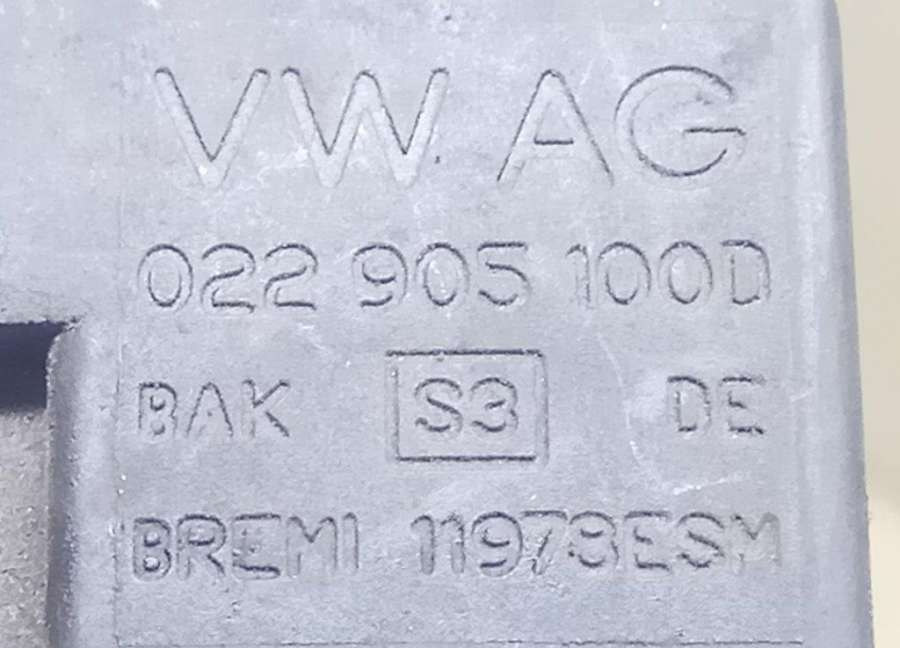 VW AG
022 905 100D
BAK S3 DE
BREMI 11978ESM